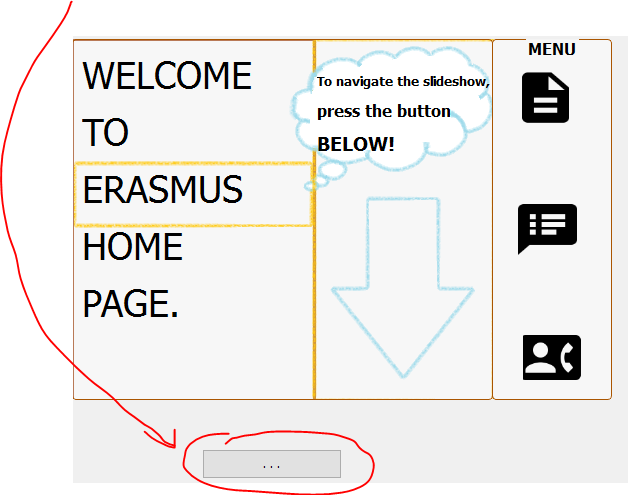 WELCOME
TO
ERASMUS
HOME
PAGE.
To navigate the slideshow,
press the button
BELOW!
MENU
...